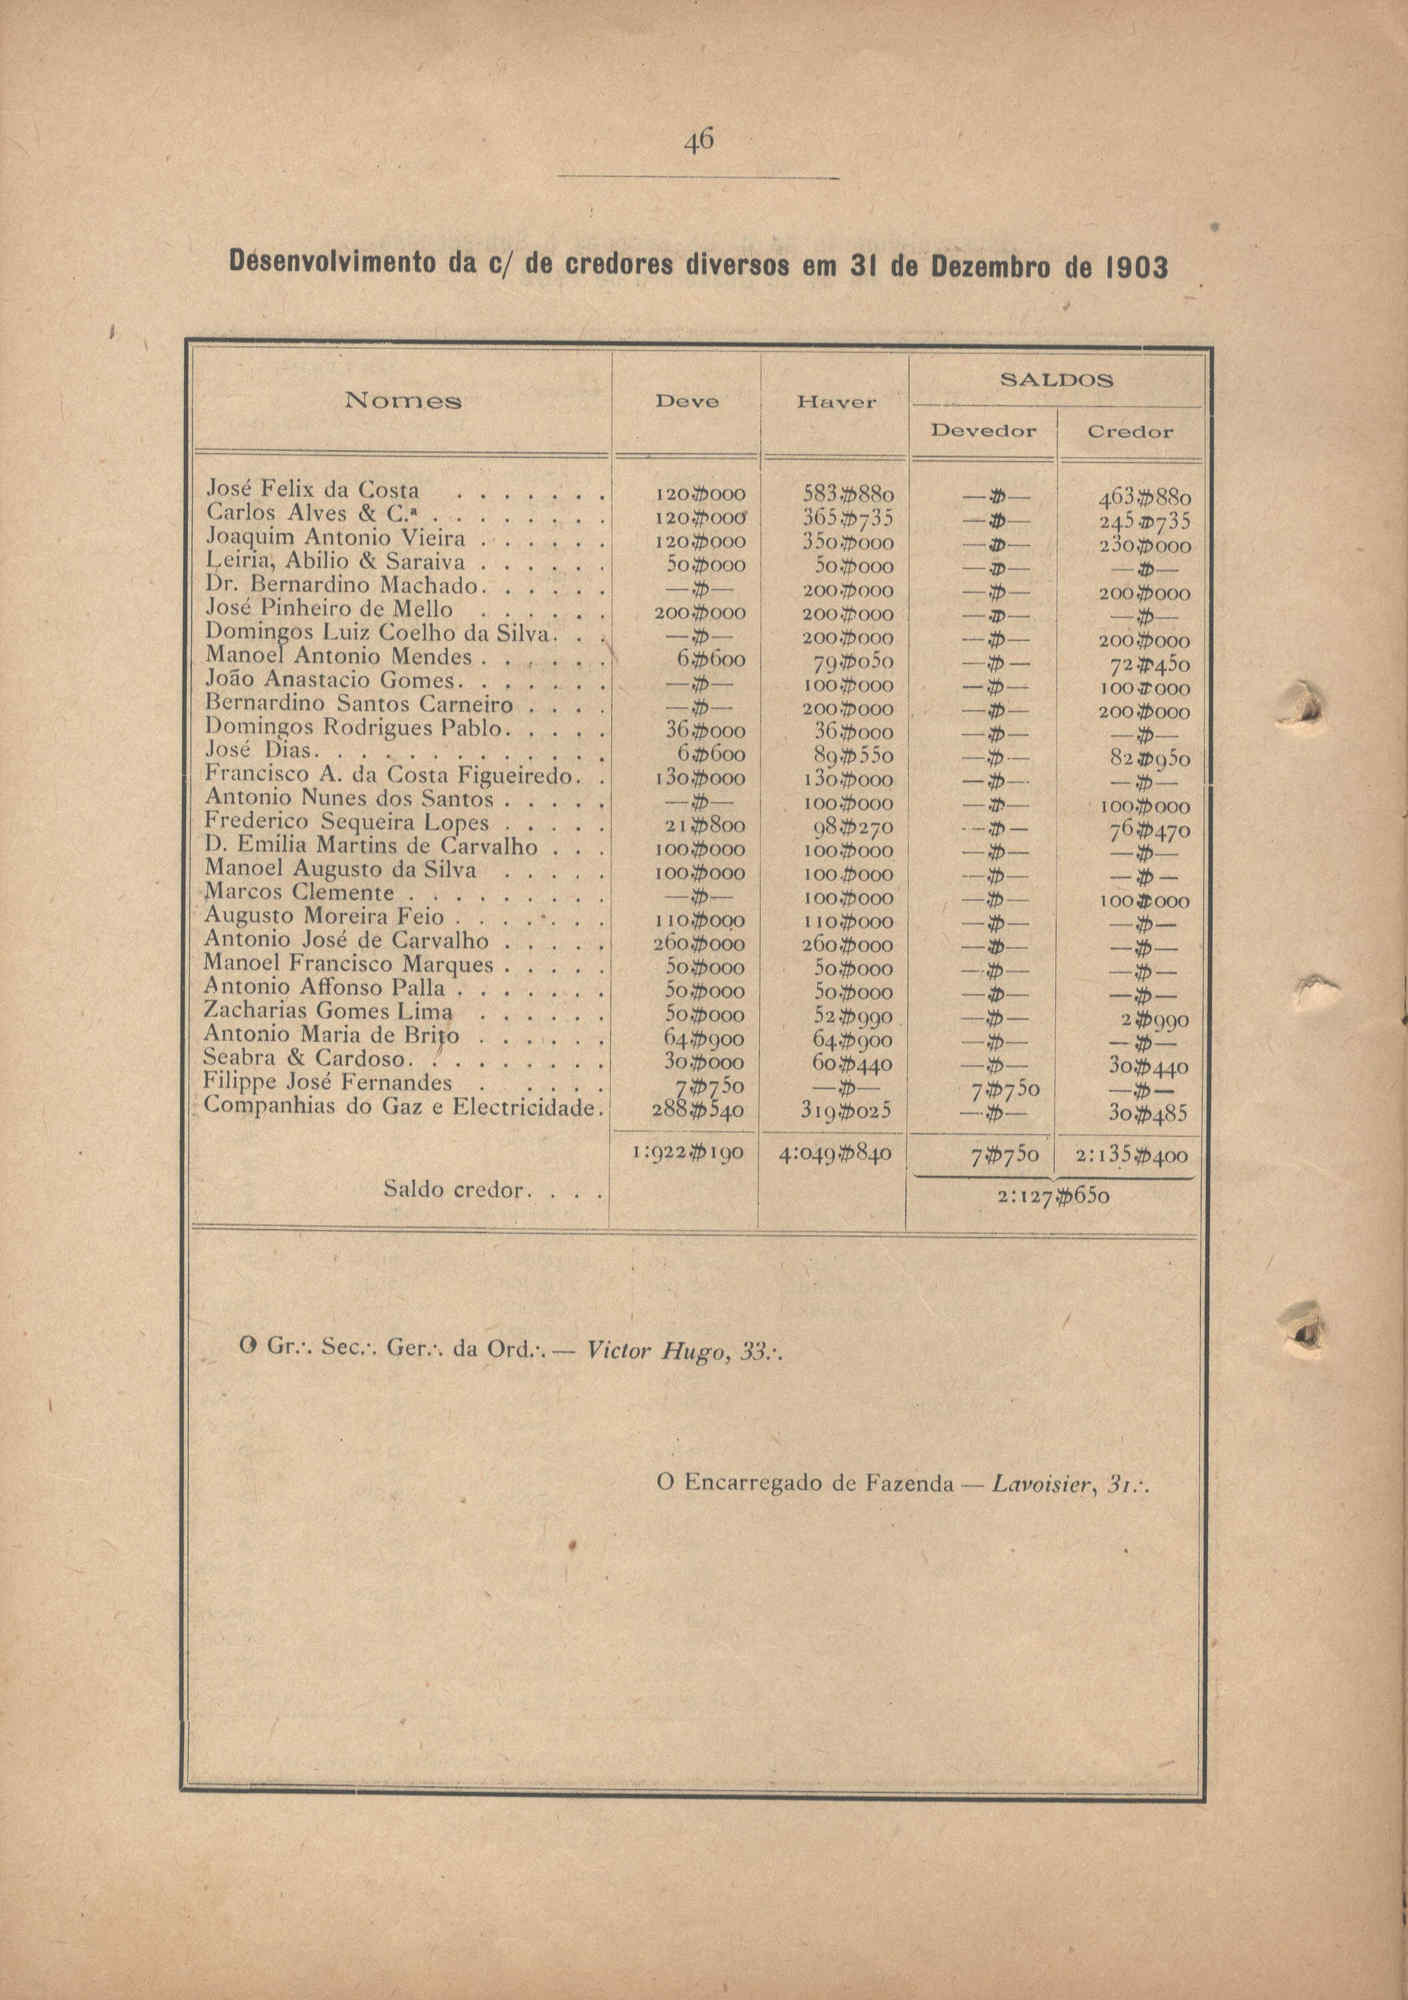 46
Desenvolvimento da c/ de credores diversos em 31 de Dezembro de 1903
Nomes Deve Haver SALDOS
Devedor Credor
José Felix da Costa . . . . . . . 120$000 583$880 —$— 463$880
Carlos Alves & C.ª . . . . . . . . 120$000 365$735 —$— 245$735
Joaquim Antonio Vieira . . . . . . 120$000 350$000 —$— 230$000
Leiria, Abilio & Saraiva . . . . . . 50$000 50$000 —$— —$—
Dr. Bernardino Machado. . . . . . —$— 200$000 —$— 200$000
José Pinheiro de Mello . . . . . . 200$000 200$000 —$— —$—
Domingos Luiz Coelho da Silva. . . —$— 200$000 —$— 200$000
Manoel Antonio Mendes . . . . . . 6$600 79$050 —$— 72$450
João Anastacio Gomes. . . . . . . —$— 100$000 —$— 100$000
Bernardino Santos Carneiro . . . . —$— 200$000 —$— 200$000
Domingos Rodrigues Pablo. . . . . 36$000 36$000 —$— —$—
José Dias. . . . . . . . . . . . . 6$600 89$550 —$— 82$950
Francisco A. da Costa Figueiredo. . 130$000 130$000 —$— —$—
Antonio Nunes dos Santos . . . . . —$— 100$000 —$— 100$000
Frederico Sequeira Lopes . . . . . 21$800 98$270 —$— 76$470
D. Emilia Martins de Carvalho . . . 100$000 100$000 —$— —$—
Manoel Augusto da Silva . . . . . 100$000 100$000 —$— —$—
Marcos Clemente . . . . . . . . . —$— 100$000 —$— 100$000
Augusto Moreira Feio . . . . . . . 110$000 110$000 —$— —$—
Antonio José de Carvalho . . . . . 260$000 260$000 —$— —$—
Manoel Francisco Marques . . . . . 50$000 50$000 —$— —$—
Antonio Affonso Palla . . . . . . . 50$000 50$000 —$— —$—
Zacharias Gomes Lima . . . . . . 50$000 52$990 —$— 2$990
Antonio Maria de Brito . . . . . . 64$900 64$900 —$— —$—
Seabra & Cardoso. . . . . . . . . 30$000 60$440 —$— 30$440
Filippe José Fernandes . . . . . 7$750 —$— 7$750 —$—
Companhias do Gaz e Electricidade. 288$540 319$025 —$— 30$485
1:922$190 4:049$840 7$750 2:135$400
Saldo credor. . . . 2:127$650
O Gr.·. Sec.·. Ger.·. da Ord.·. — Victor Hugo, 33.·.
O Encarregado de Fazenda — Lavoisier, 31.·.